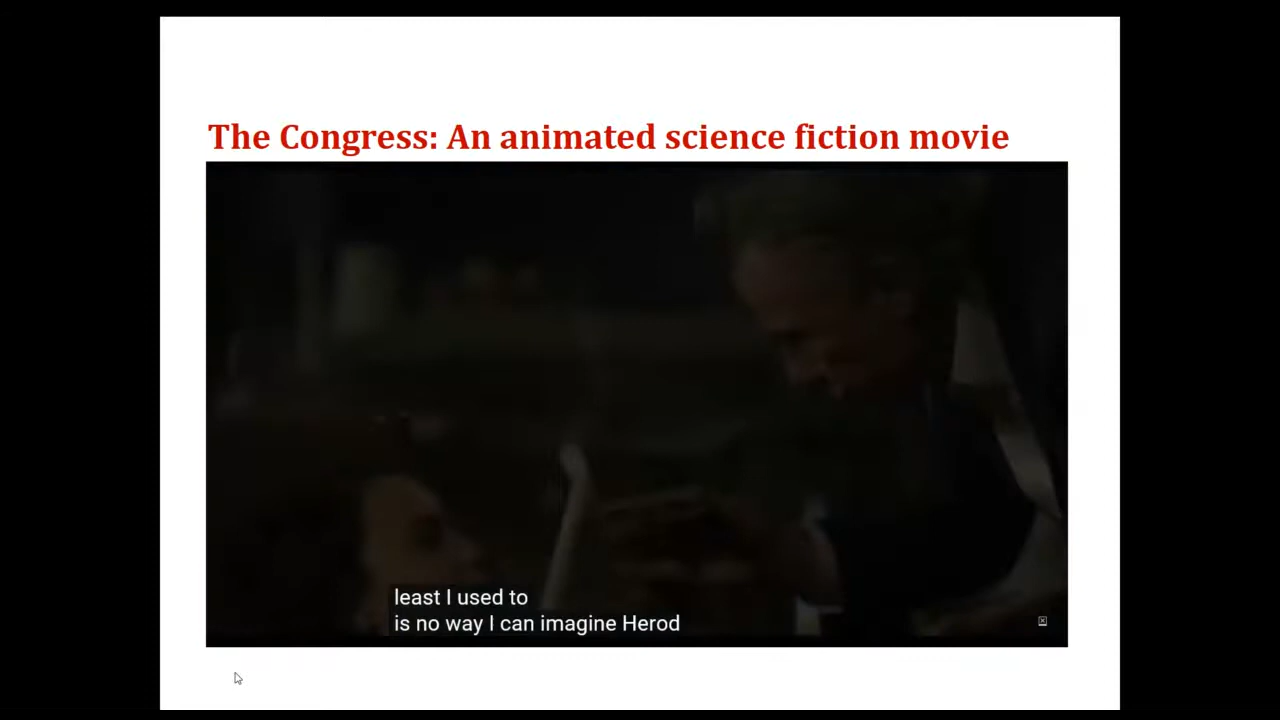 The Congress: An animated science fiction movie
least I used to
is no way I can imagine Herod